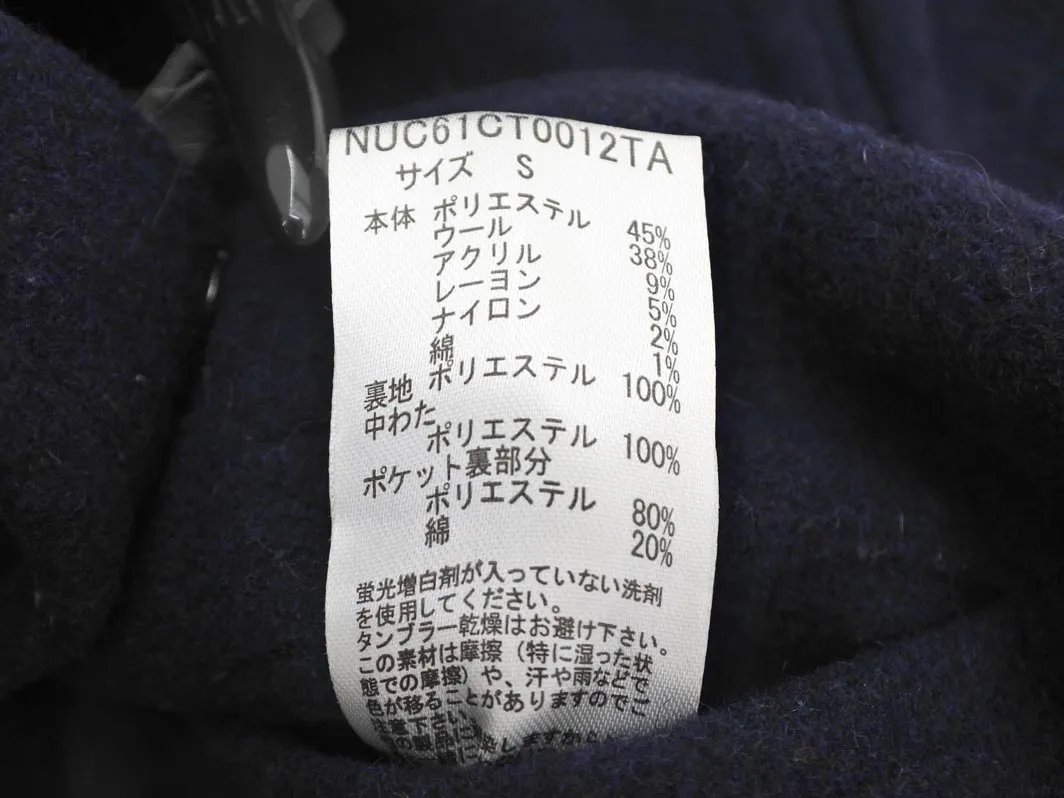 NUC61CT0012TA
サイズ S
本体 ポリエステル 45%
ウール 38%
アクリル 9%
レーヨン 5%
ナイロン 2%
綿 1%
裏地 ポリエステル 100%
中わた
ポリエステル 100%
ポケット裏部分
ポリエステル 80%
綿 20%
蛍光増白剤が入っていない洗剤
を使用してください。
タンブラー乾燥はお避け下さい。
この素材は摩擦（特に湿った状
態での摩擦）や、汗や雨などで
色が移ることがありますのでご
注意下さい。